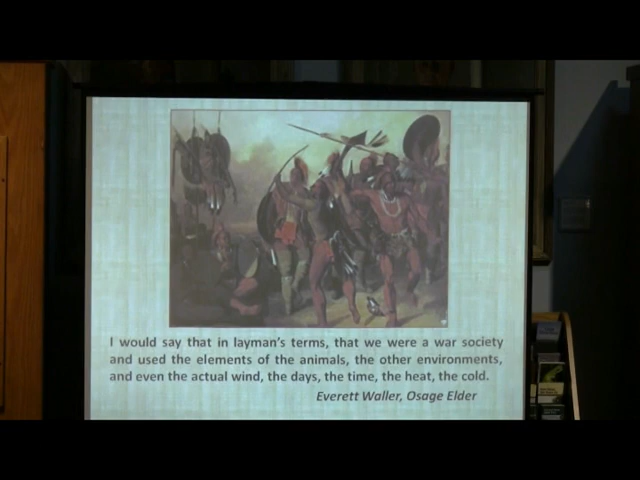 I would say that in layman's terms, that we were a war society
and used the elements of the animals, the other environments,
and even the actual wind, the days, the time, the heat, the cold.
Everett Waller, Osage Elder